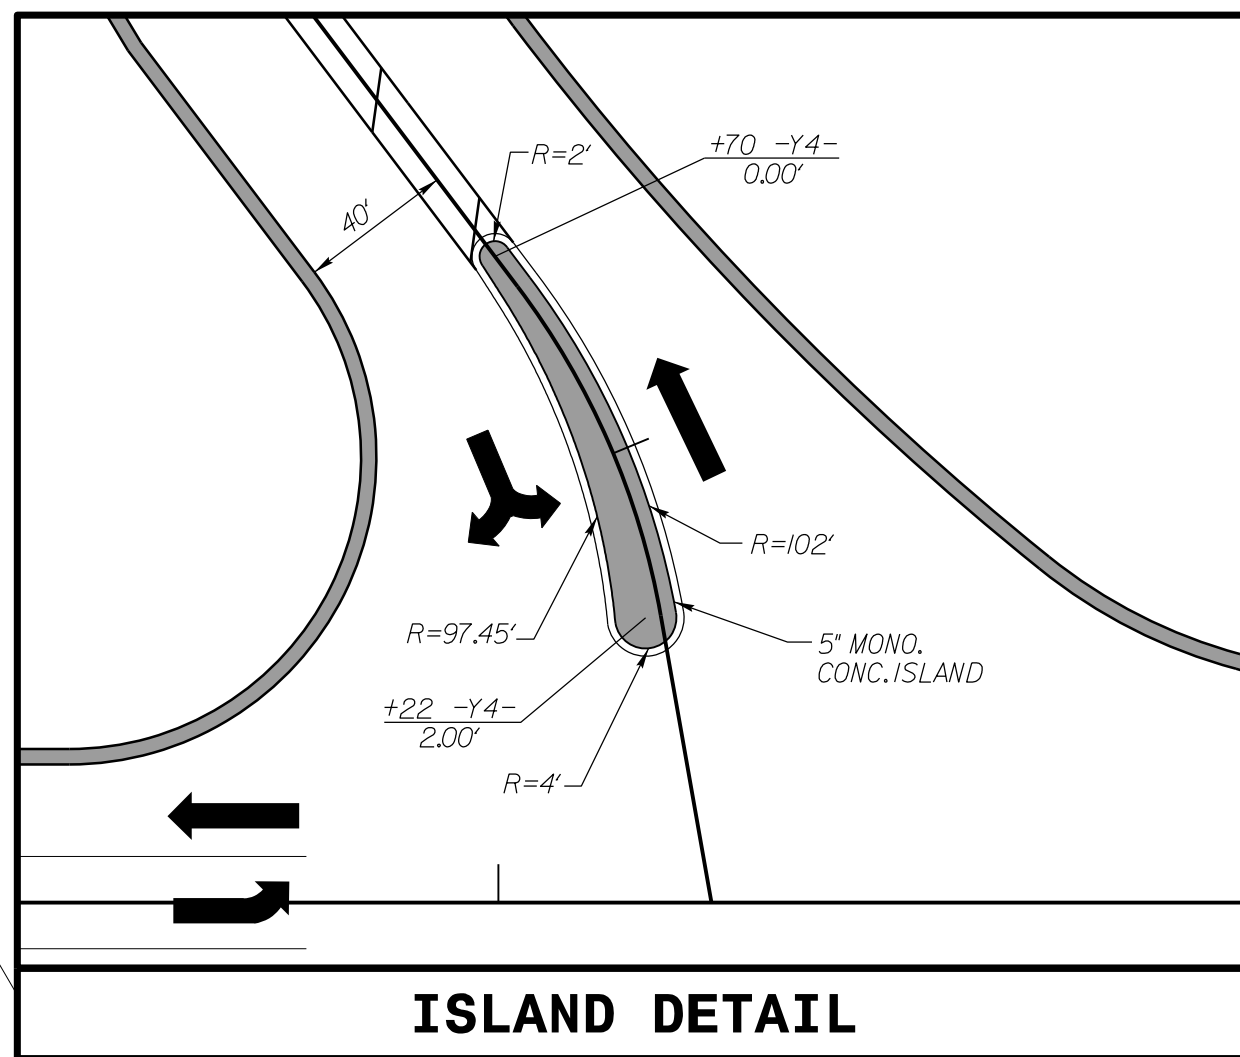 R=2'
+70 -Y4-
0.00'
40'
R=102'
R=97.45'
5" MONO.
CONC.ISLAND
+22 -Y4-
2.00'
R=4'
ISLAND DETAIL